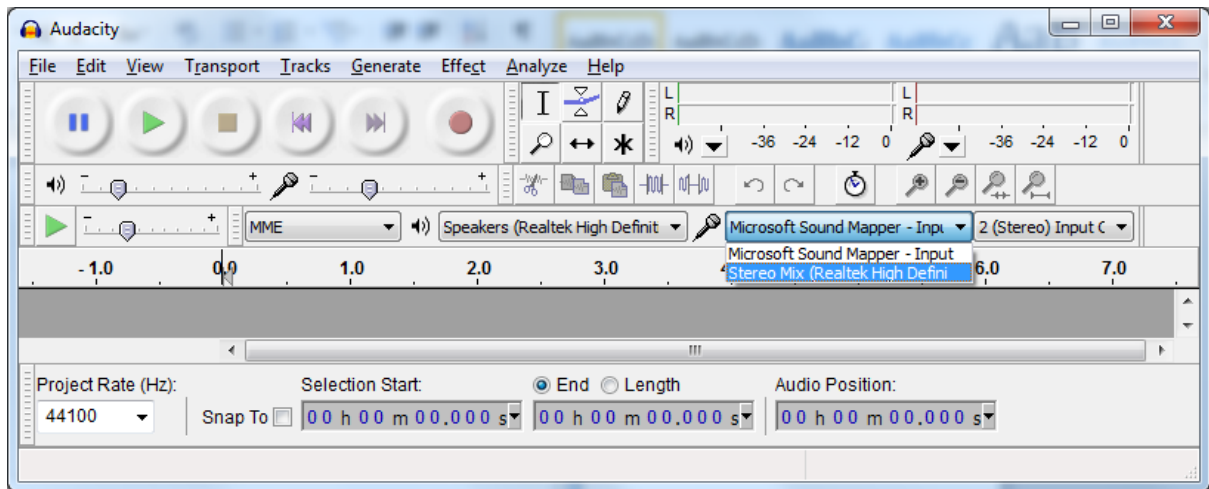 Audacity
File Edit View Transport Tracks Generate Effect Analyze Help
L L
R R
-36 -24 -12 0 -36 -24 -12 0
- + - +
- + MME Speakers (Realtek High Definit Microsoft Sound Mapper - Inpu 2 (Stereo) Input C
Microsoft Sound Mapper - Input
Stereo Mix (Realtek High Defini
- 1.0 0,0 1.0 2.0 3.0 6.0 7.0
Project Rate (Hz): Selection Start: End Length Audio Position:
44100 Snap To 00 h 00 m 00.000 s 00 h 00 m 00.000 s 00 h 00 m 00.000 s